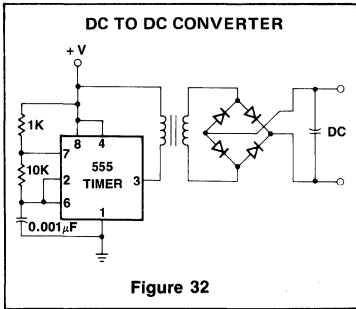 DC TO DC CONVERTER
+V
1K
8 4
7
555
TIMER
10K
2
3
DC
6
1
0.001µF
Figure 32